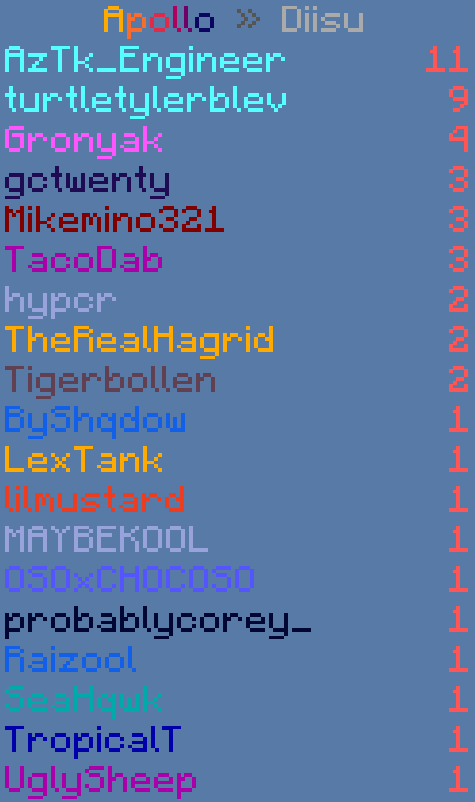 Apollo » Diisu
AzTk_Engineer 11
turtletylerblev 9
Gronyak 4
gctwenty 3
Mikemino321 3
TacoDab 3
hypcr 2
TheRealHagrid 2
Tigerbollen 2
ByShqdow 1
LexTank 1
lilmustard 1
MAYBEKOOL 1
OSOxCHOCOSO 1
probablycorey_ 1
Raizool 1
SeaHqwk 1
TropicalT 1
UglySheep 1